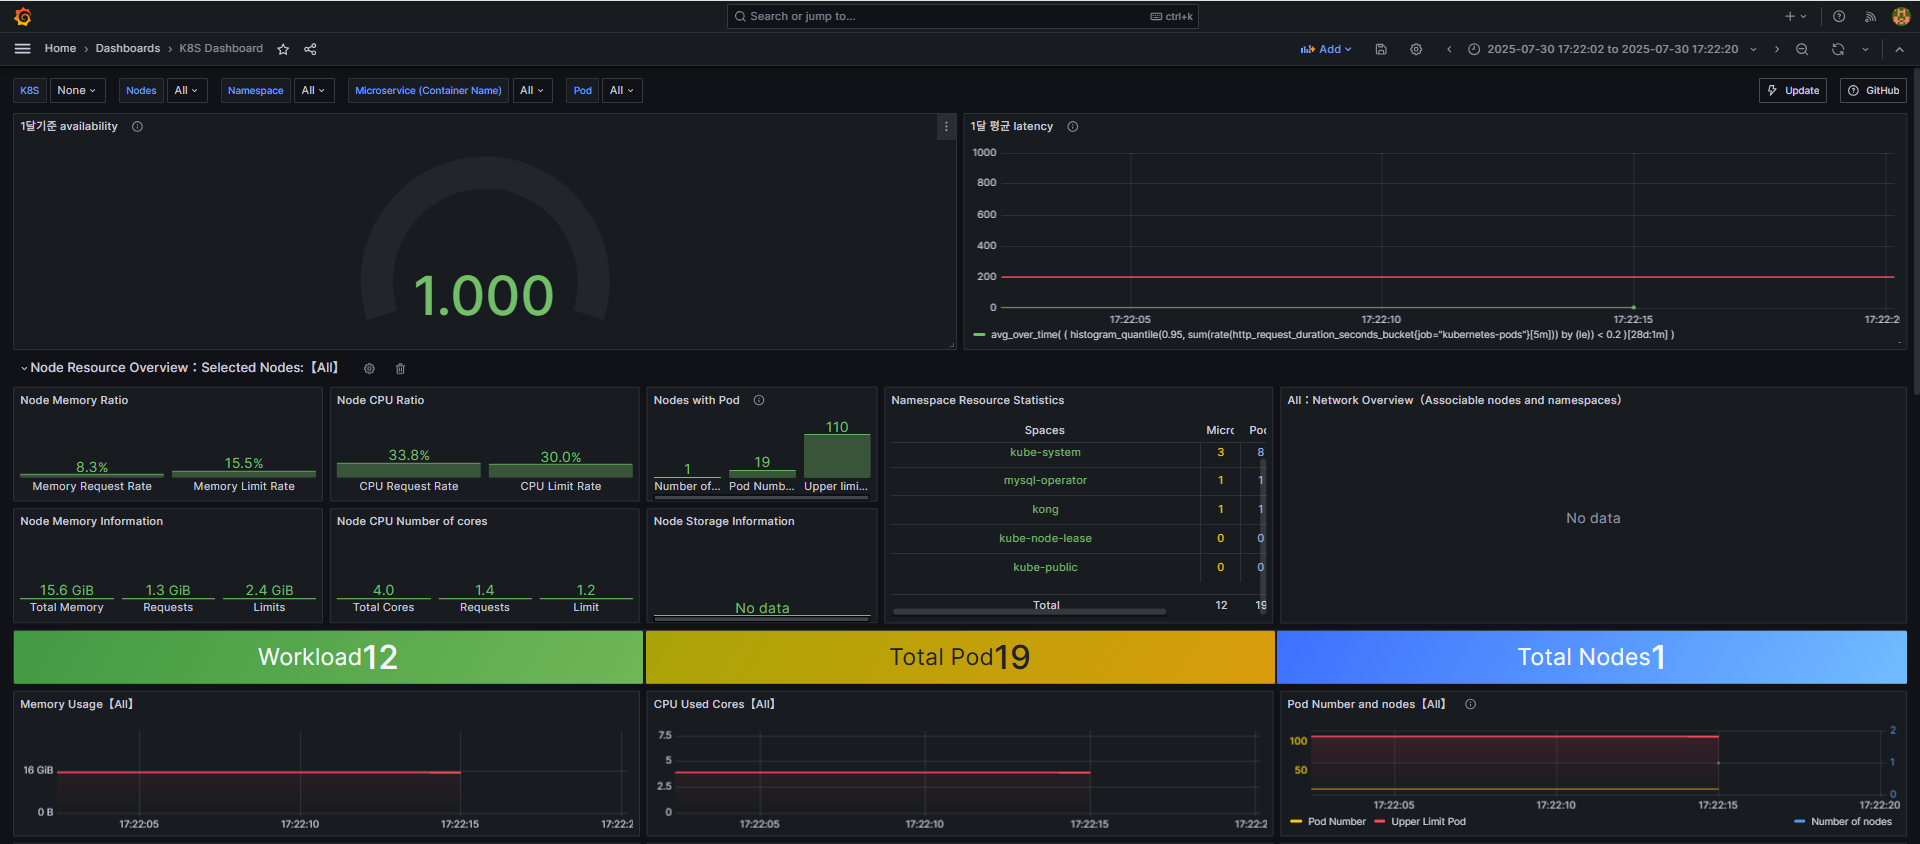 Search or jump to...
ctrl+k
Home › Dashboards › K8S Dashboard
Add
2025-07-30 17:22:02 to 2025-07-30 17:22:20
K8S None Nodes All Namespace All Microservice (Container Name) All Pod All
Update
GitHub
1달기준 availability
1.000
1달 평균 latency
1000
800
600
400
200
0
17:22:05 17:22:10 17:22:15 17:22:2
avg_over_time( ( histogram_quantile(0.95, sum(rate(http_request_duration_seconds_bucket{job="kubernetes-pods"}[5m])) by (le)) < 0.2 )[28d:1m] )
Node Resource Overview：Selected Nodes:【All】
Node Memory Ratio
8.3% 15.5%
Memory Request Rate Memory Limit Rate
Node CPU Ratio
33.8% 30.0%
CPU Request Rate CPU Limit Rate
Nodes with Pod
1 19 110
Number of... Pod Numb... Upper limi...
Namespace Resource Statistics
Spaces Micro Poc
kube-system 3 8
mysql-operator 1 1
kong 1 1
kube-node-lease 0 0
kube-public 0 0
Total 12 19
All：Network Overview（Associable nodes and namespaces）
No data
Node Memory Information
15.6 GiB 1.3 GiB 2.4 GiB
Total Memory Requests Limits
Node CPU Number of cores
4.0 1.4 1.2
Total Cores Requests Limit
Node Storage Information
No data
Workload12
Total Pod19
Total Nodes1
Memory Usage【All】
16 GiB
0 B
17:22:05 17:22:10 17:22:15 17:22:2
CPU Used Cores【All】
7.5
5
2.5
0
17:22:05 17:22:10 17:22:15 17:22:2
Pod Number and nodes【All】
100
50
2
1
0
17:22:05 17:22:10 17:22:15 17:22:20
Pod Number Upper Limit Pod Number of nodes